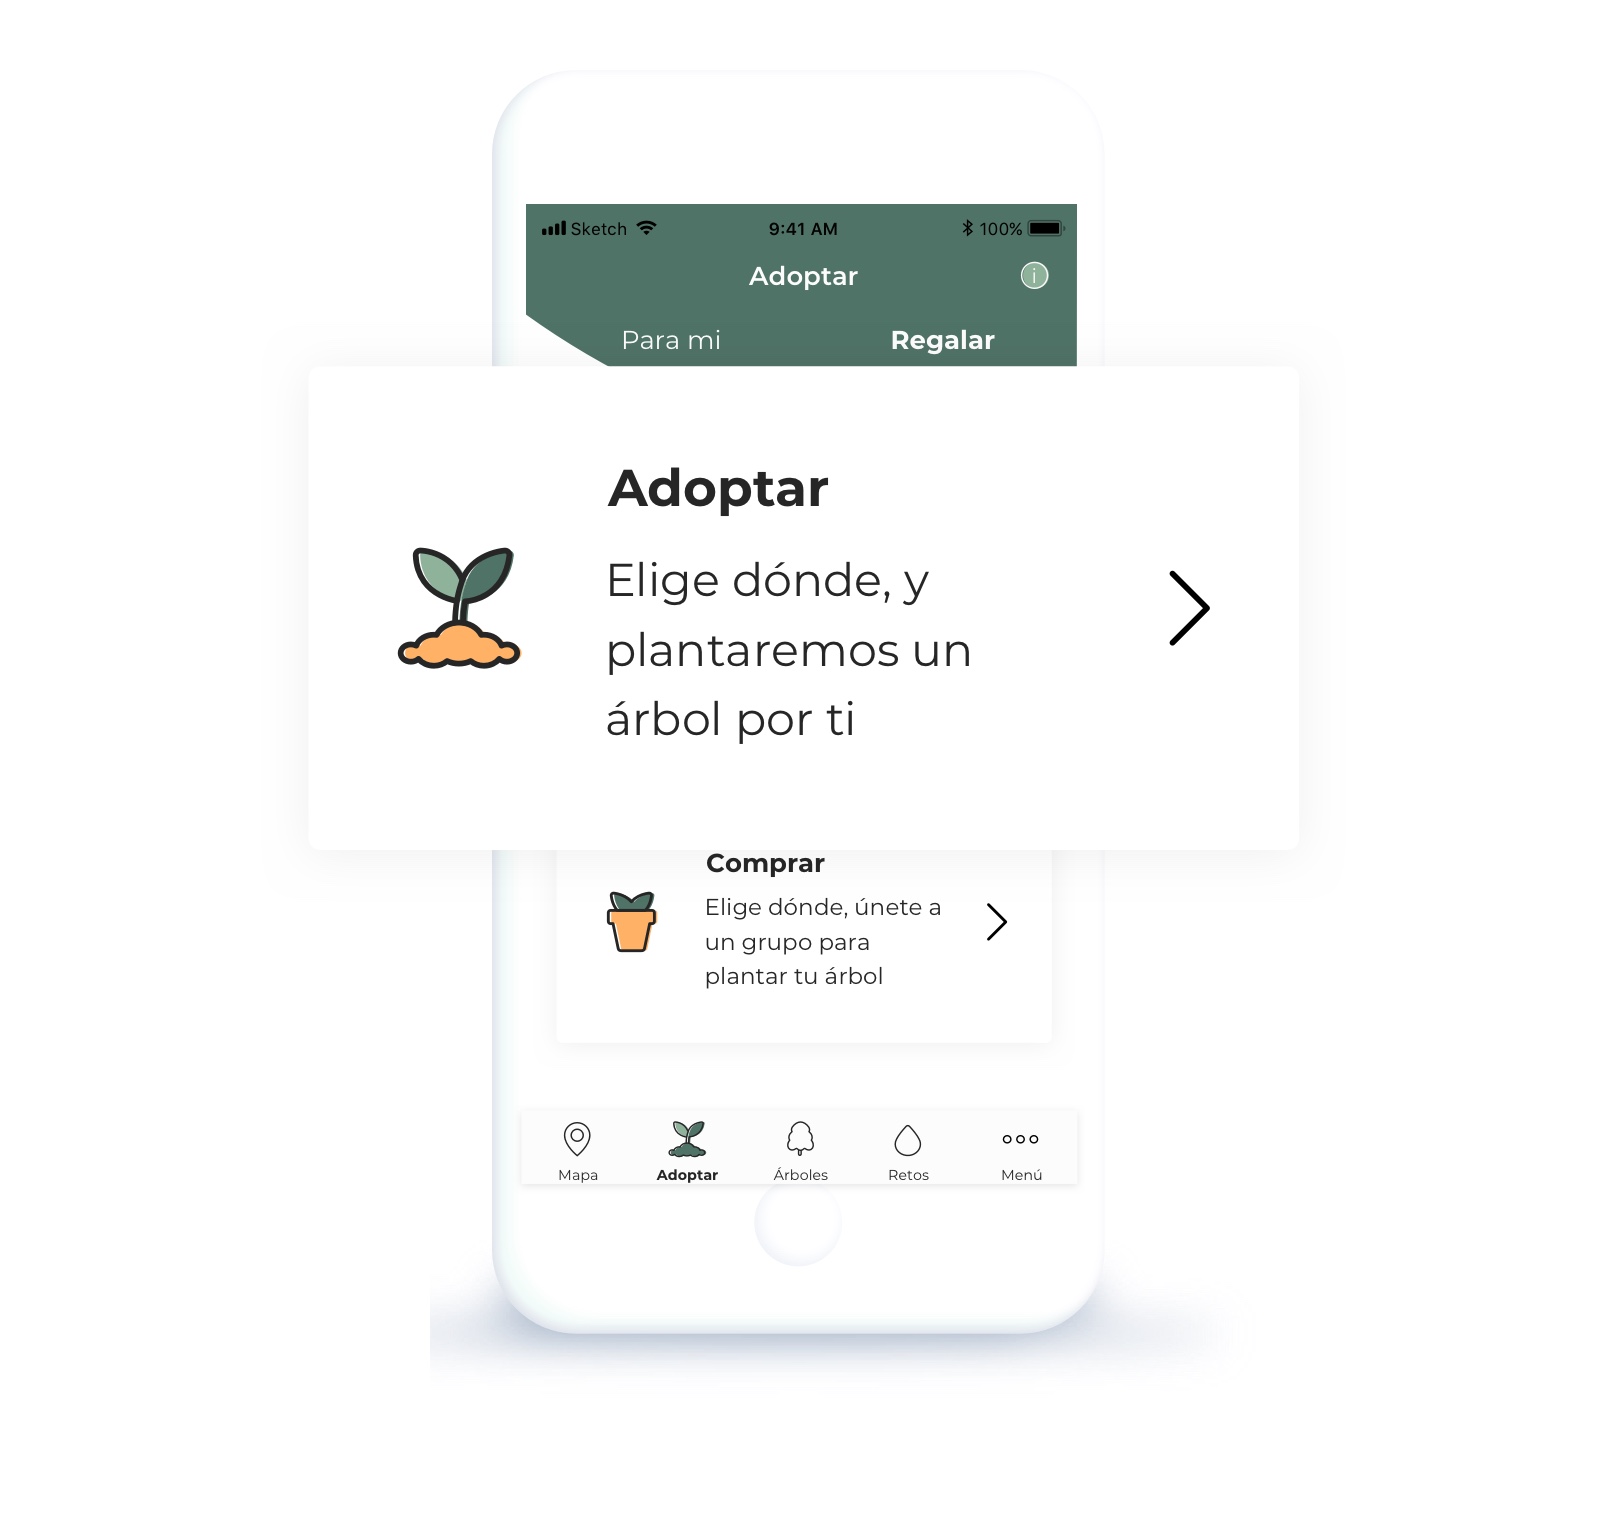 Sketch 9:41 AM 100%
Adoptar
Para mi Regalar
Adoptar
Elige dónde, y
plantaremos un
árbol por ti
Comprar
Elige dónde, únete a
un grupo para
plantar tu árbol
Mapa Adoptar Árboles Retos Menú